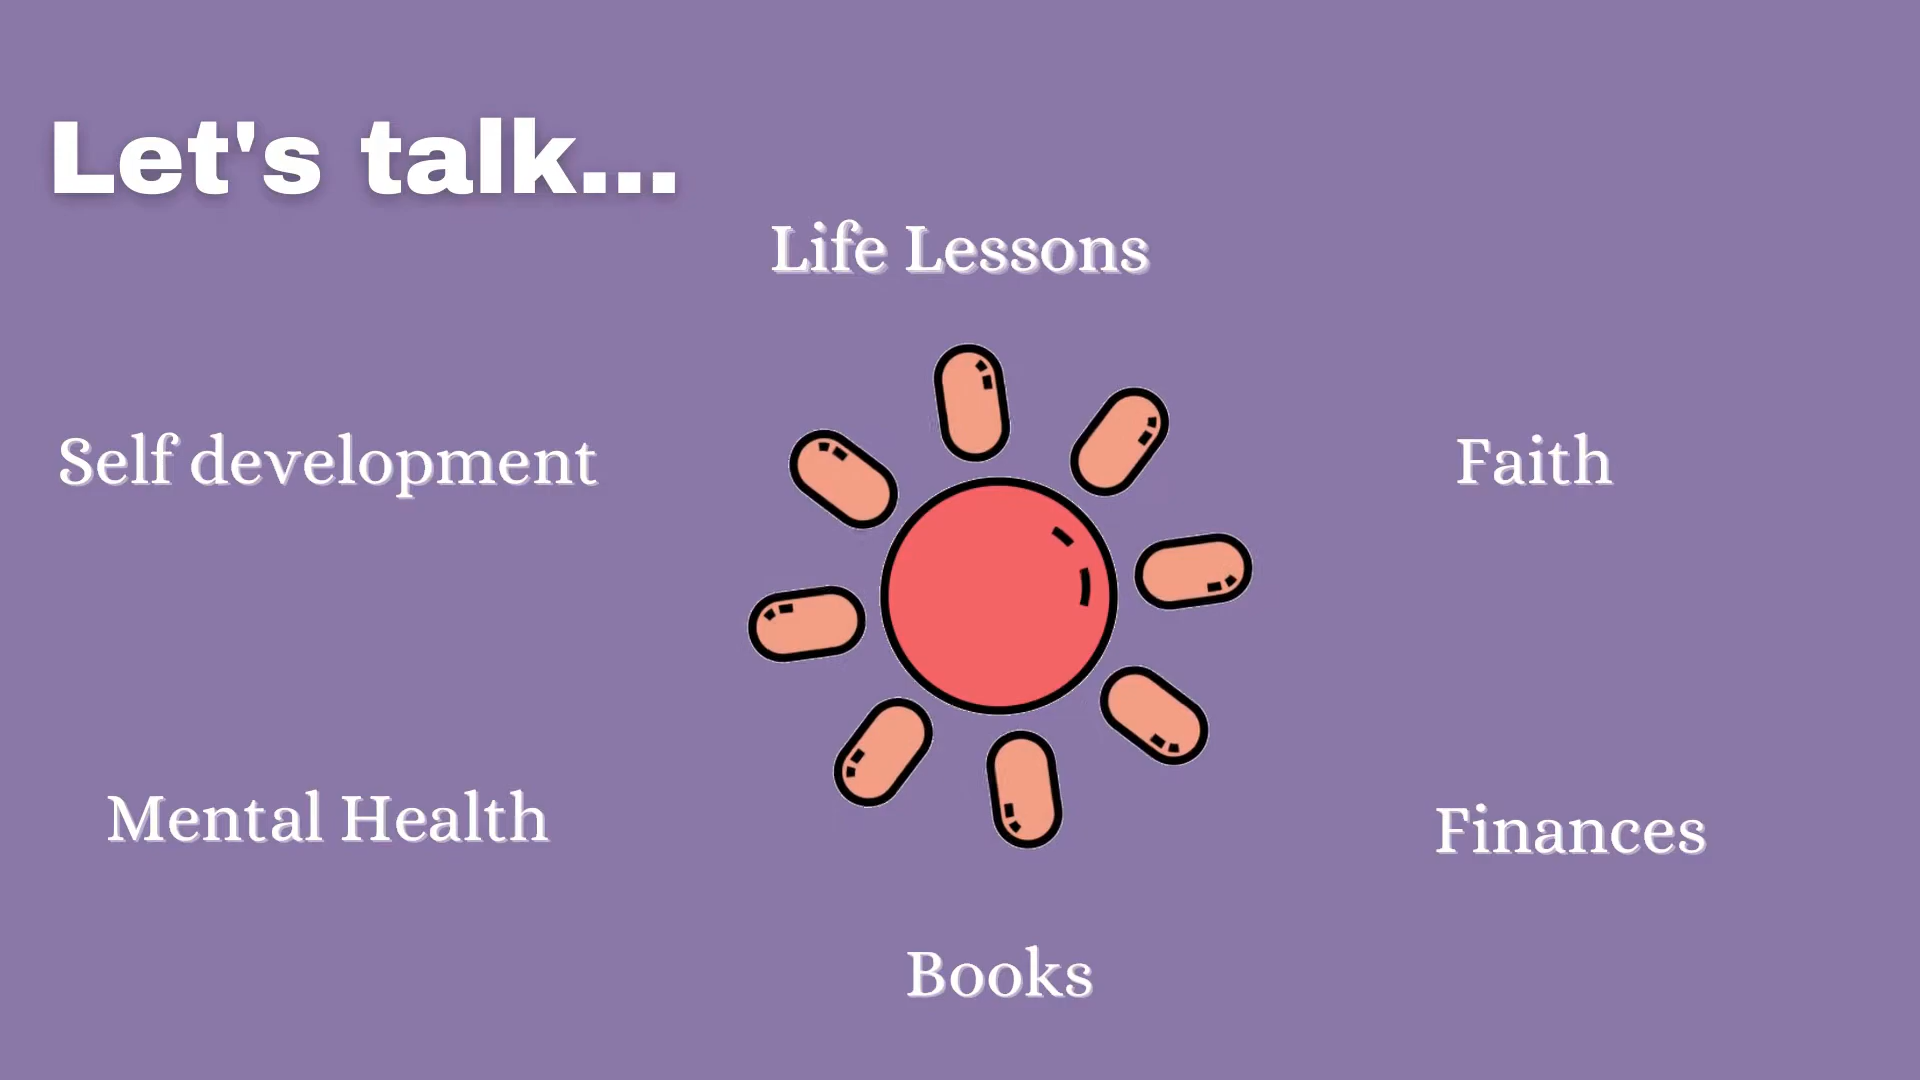 Let's talk...
Life Lessons
Self development
Faith
Mental Health
Finances
Books